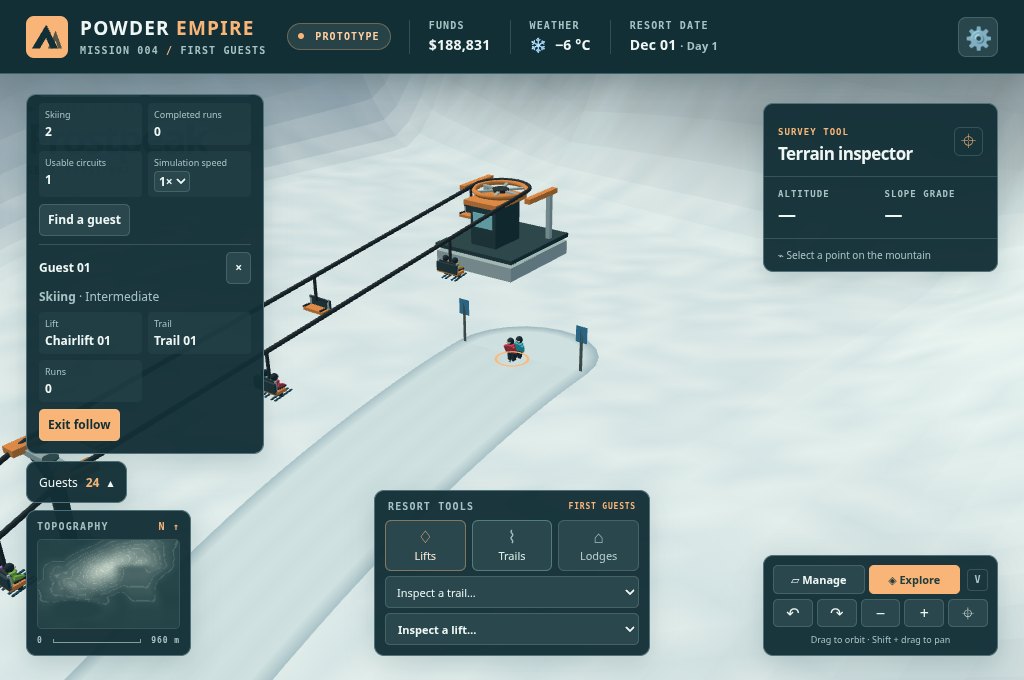 POWDER EMPIRE
MISSION 004 / FIRST GUESTS
PROTOTYPE
FUNDS
$188,831
WEATHER
−6 °C
RESORT DATE
Dec 01 · Day 1
Skiing
2
Completed runs
0
Usable circuits
1
Simulation speed
1×
Find a guest
Guest 01
×
Skiing · Intermediate
Lift
Chairlift 01
Trail
Trail 01
Runs
0
Exit follow
Guests 24 ▲
TOPOGRAPHY N ↑
0 960 m
RESORT TOOLS FIRST GUESTS
Lifts
Trails
Lodges
Inspect a trail...
Inspect a lift...
SURVEY TOOL
Terrain inspector
ALTITUDE
—
SLOPE GRADE
—
Select a point on the mountain
Manage
Explore
V
↶ ↷ − +
Drag to orbit · Shift + drag to pan